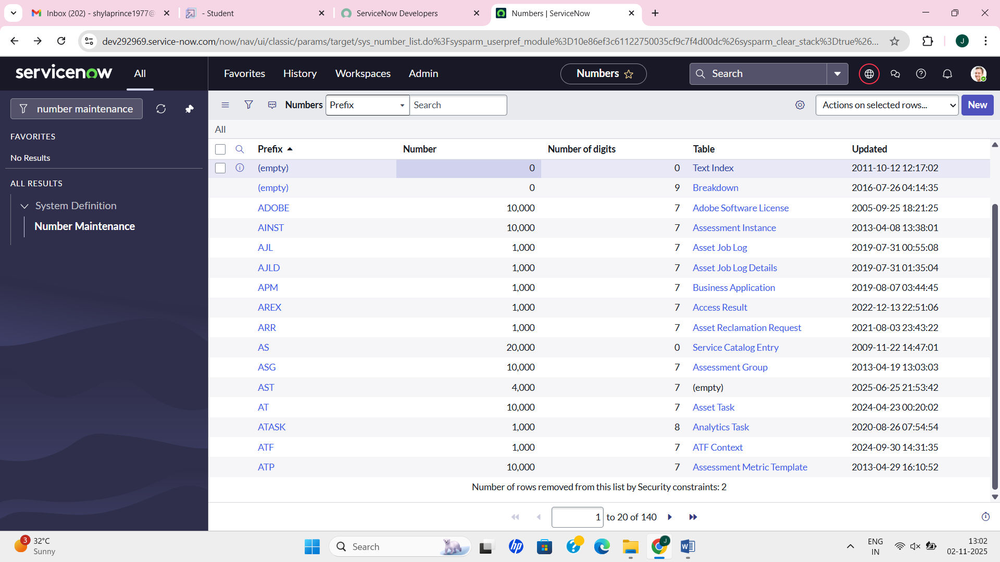 Inbox (202) - shylaprince1977@
- Student
ServiceNow Developers
Numbers | ServiceNow
dev292969.service-now.com/now/nav/ui/classic/params/target/sys_number_list.do%3Fsysparm_userpref_module%3D10e86ef3c61122750035cf9c7f4d00dc%26sysparm_clear_stack%3Dtrue%26...
J
servicenow All Favorites History Workspaces Admin Numbers Search
number maintenance
Numbers Prefix Search Actions on selected rows... New
FAVORITES
No Results
ALL RESULTS
System Definition
Number Maintenance
All
Prefix Number Number of digits Table Updated
(empty) 0 0 Text Index 2011-10-12 12:17:02
(empty) 0 9 Breakdown 2016-07-26 04:14:35
ADOBE 10,000 7 Adobe Software License 2005-09-25 18:21:25
AINST 10,000 7 Assessment Instance 2013-04-08 13:38:01
AJL 1,000 7 Asset Job Log 2019-07-31 00:55:08
AJLD 1,000 7 Asset Job Log Details 2019-07-31 01:35:04
APM 1,000 7 Business Application 2019-08-07 03:44:45
AREX 1,000 7 Access Result 2022-12-13 22:51:06
ARR 1,000 7 Asset Reclamation Request 2021-08-03 23:43:22
AS 20,000 0 Service Catalog Entry 2009-11-22 14:47:01
ASG 10,000 7 Assessment Group 2013-04-19 13:03:03
AST 4,000 7 (empty) 2025-06-25 21:53:42
AT 10,000 7 Asset Task 2024-04-23 00:20:02
ATASK 1,000 8 Analytics Task 2020-08-26 07:54:54
ATF 1,000 7 ATF Context 2024-09-30 14:31:35
ATP 10,000 7 Assessment Metric Template 2013-04-29 16:10:52
Number of rows removed from this list by Security constraints: 2
1 to 20 of 140
3
32°C
Sunny
Search
hp
J
W
ENG
IN
13:02
02-11-2025